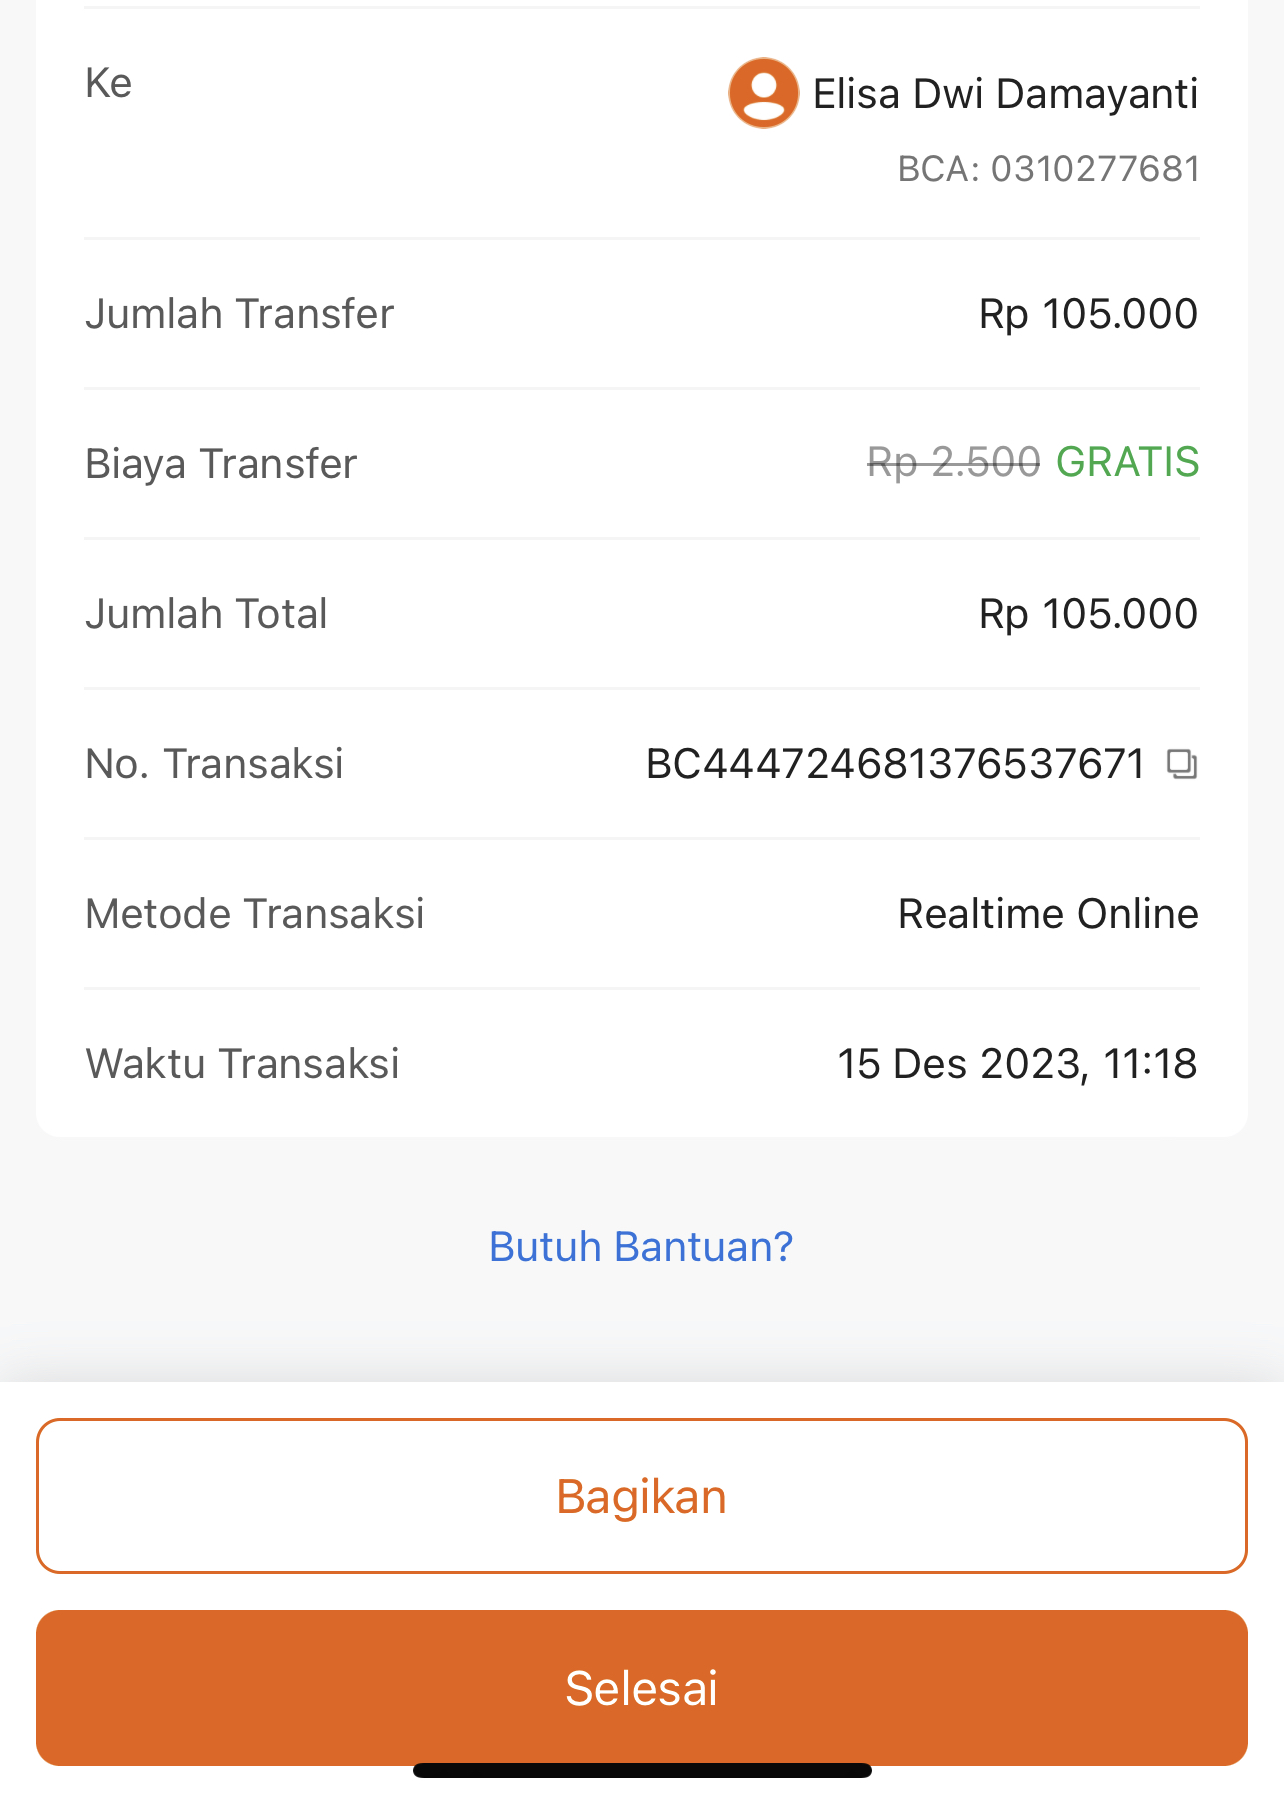 Ke
Elisa Dwi Damayanti
BCA: 0310277681
Jumlah Transfer Rp 105.000
Biaya Transfer Rp 2.500 GRATIS
Jumlah Total Rp 105.000
No. Transaksi BC444724681376537671
Metode Transaksi Realtime Online
Waktu Transaksi 15 Des 2023, 11:18
Butuh Bantuan?
Bagikan
Selesai